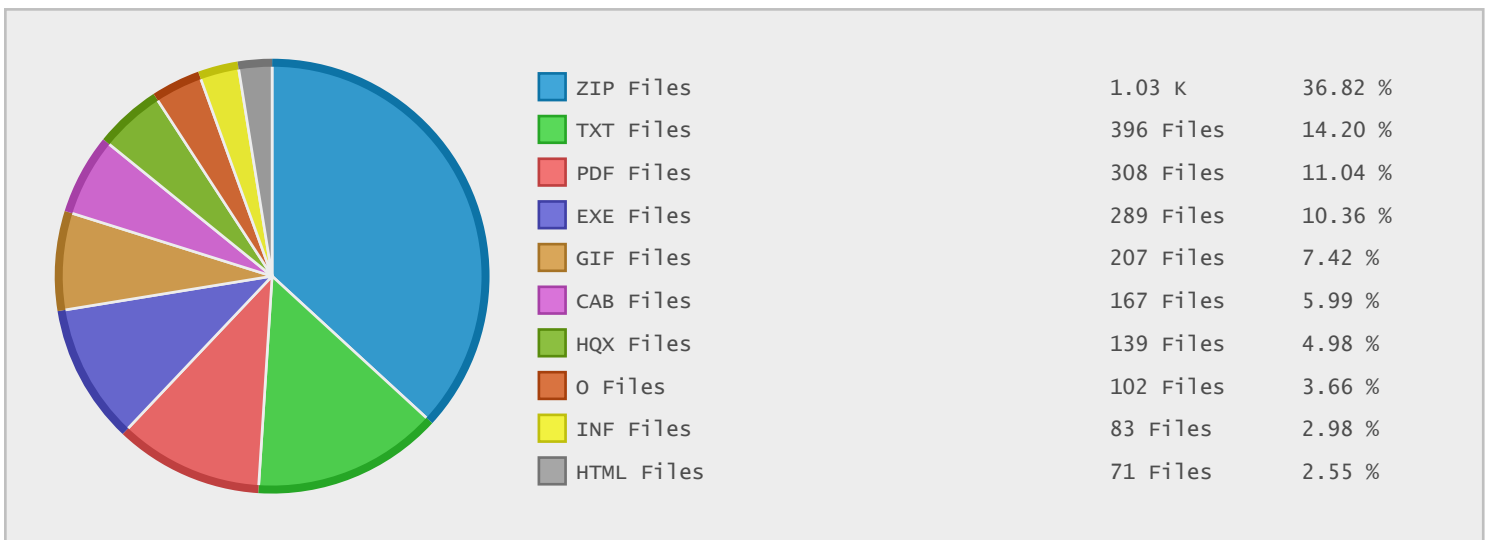 ZIP Files 1.03 K 36.82 %
TXT Files 396 Files 14.20 %
PDF Files 308 Files 11.04 %
EXE Files 289 Files 10.36 %
GIF Files 207 Files 7.42 %
CAB Files 167 Files 5.99 %
HQX Files 139 Files 4.98 %
O Files 102 Files 3.66 %
INF Files 83 Files 2.98 %
HTML Files 71 Files 2.55 %